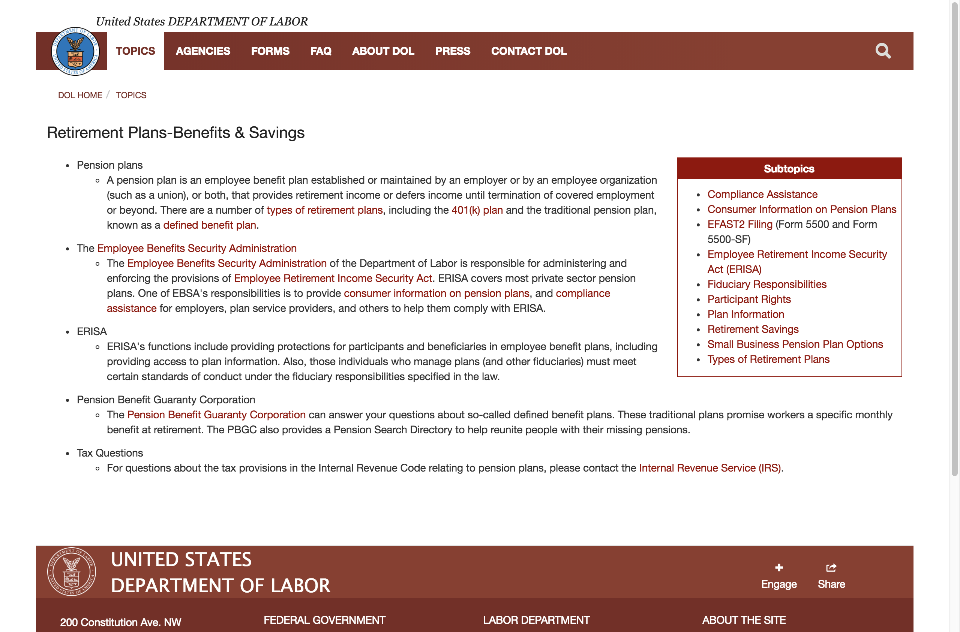 United States DEPARTMENT OF LABOR
TOPICS AGENCIES FORMS FAQ ABOUT DOL PRESS CONTACT DOL
DOL HOME / TOPICS
Retirement Plans-Benefits & Savings
• Pension plans
◦ A pension plan is an employee benefit plan established or maintained by an employer or by an employee organization
(such as a union), or both, that provides retirement income or defers income until termination of covered employment
or beyond. There are a number of types of retirement plans, including the 401(k) plan and the traditional pension plan,
known as a defined benefit plan.
• The Employee Benefits Security Administration
◦ The Employee Benefits Security Administration of the Department of Labor is responsible for administering and
enforcing the provisions of Employee Retirement Income Security Act. ERISA covers most private sector pension
plans. One of EBSA's responsibilities is to provide consumer information on pension plans, and compliance
assistance for employers, plan service providers, and others to help them comply with ERISA.
• ERISA
◦ ERISA's functions include providing protections for participants and beneficiaries in employee benefit plans, including
providing access to plan information. Also, those individuals who manage plans (and other fiduciaries) must meet
certain standards of conduct under the fiduciary responsibilities specified in the law.
• Pension Benefit Guaranty Corporation
◦ The Pension Benefit Guaranty Corporation can answer your questions about so-called defined benefit plans. These traditional plans promise workers a specific monthly
benefit at retirement. The PBGC also provides a Pension Search Directory to help reunite people with their missing pensions.
• Tax Questions
◦ For questions about the tax provisions in the Internal Revenue Code relating to pension plans, please contact the Internal Revenue Service (IRS).
Subtopics
• Compliance Assistance
• Consumer Information on Pension Plans
• EFAST2 Filing (Form 5500 and Form
5500-SF)
• Employee Retirement Income Security
Act (ERISA)
• Fiduciary Responsibilities
• Participant Rights
• Plan Information
• Retirement Savings
• Small Business Pension Plan Options
• Types of Retirement Plans
UNITED STATES
DEPARTMENT OF LABOR
Engage Share
200 Constitution Ave. NW
FEDERAL GOVERNMENT
LABOR DEPARTMENT
ABOUT THE SITE